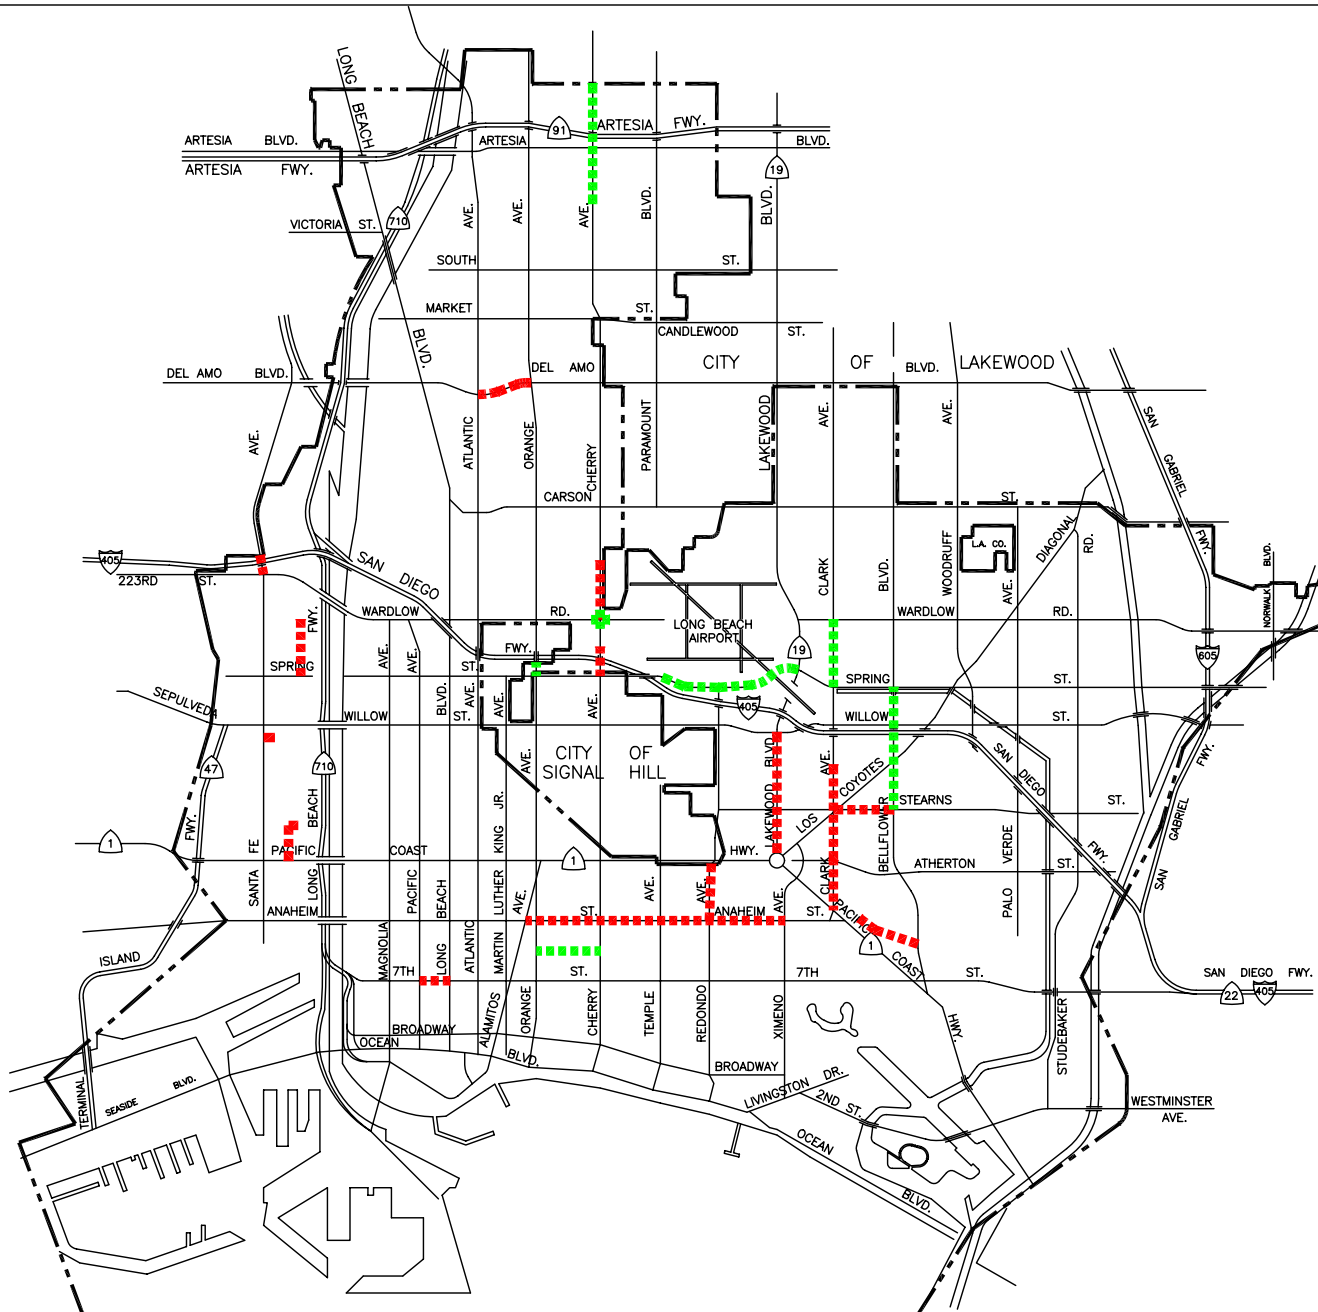 LONG
BEACH
BLVD.
91
ARTESIA FWY.
ARTESIA BLVD.
ARTESIA
BLVD.
ARTESIA FWY.
19
710
VICTORIA ST.
AVE.
AVE.
AVE.
BLVD.
BLVD.
SOUTH ST.
MARKET ST.
CANDLEWOOD ST.
CITY OF LAKEWOOD
DEL AMO BLVD.
DEL AMO
BLVD.
AVE.
ATLANTIC
ORANGE
CHERRY
PARAMOUNT
LAKEWOOD
AVE.
AVE.
SAN
GABRIEL
FWY.
CARSON ST.
405
SAN DIEGO
223RD ST.
CLARK
BLVD.
WOODRUFF
L.A. CO.
AVE.
DIAGONAL
RD.
NORWALK BLVD.
WARDLOW RD.
LONG BEACH
AIRPORT
WARDLOW RD.
FWY.
FWY.
19
605
SPRING ST.
SPRING ST.
AVE.
AVE.
BLVD.
AVE.
AVE.
AVE.
SEPULVEDA
WILLOW ST.
405
WILLOW ST.
47
710
CITY OF
SIGNAL HILL
AVE.
BLVD.
AVE.
COYOTES
LOS
SAN DIEGO
FWY.
FWY.
STEARNS ST.
1
FWY.
BEACH
LONG
SANTA FE
PACIFIC COAST
1
HWY.
LAKEWOOD
CLARK
BELLFLOWER
ATHERTON ST.
SAN GABRIEL
KING JR.
MARTIN LUTHER
AVE.
AVE.
AVE.
AVE.
PALO VERDE
ANAHEIM
ST.
ANAHEIM ST.
PACIFIC
1
COAST
HWY.
MAGNOLIA
PACIFIC
LONG BEACH
ATLANTIC
ISLAND
7TH ST.
7TH ST.
SAN DIEGO FWY.
22
405
ALAMITOS
ORANGE
CHERRY
TEMPLE
REDONDO
XIMENO
STUDEBAKER
BROADWAY
OCEAN
BLVD.
BROADWAY
TERMINAL
SEASIDE BLVD.
LIVINGSTON DR.
2ND ST.
WESTMINSTER
AVE.
OCEAN
BLVD.